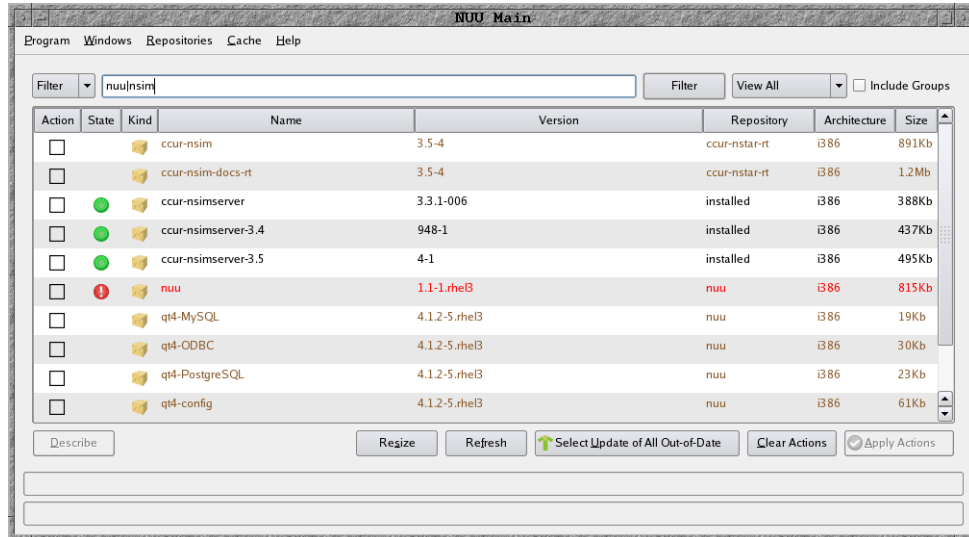 NUU Main
Program Windows Repositories Cache Help
Filter nuu|nsim Filter View All Include Groups
Action State Kind Name Version Repository Architecture Size
ccur-nsim 3.5-4 ccur-nstar-rt i386 891Kb
ccur-nsim-docs-rt 3.5-4 ccur-nstar-rt i386 1.2Mb
ccur-nsimserver 3.3.1-006 installed i386 388Kb
ccur-nsimserver-3.4 948-1 installed i386 437Kb
ccur-nsimserver-3.5 4-1 installed i386 495Kb
nuu 1.1-1.rhel3 nuu i386 815Kb
qt4-MySQL 4.1.2-5.rhel3 nuu i386 19Kb
qt4-ODBC 4.1.2-5.rhel3 nuu i386 30Kb
qt4-PostgreSQL 4.1.2-5.rhel3 nuu i386 23Kb
qt4-config 4.1.2-5.rhel3 nuu i386 61Kb
Describe Resize Refresh Select Update of All Out-of-Date Clear Actions Apply Actions